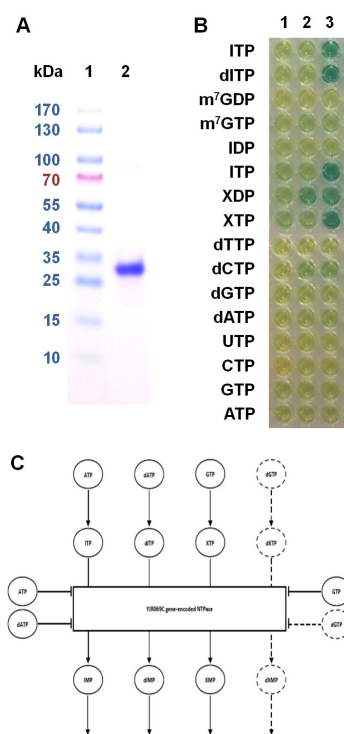 A
kDa 1 2
170
130
100
70
55
40
35
25
15
10
B
1 2 3
ITP
dITP
m⁷GDP
m⁷GTP
IDP
ITP
XDP
XTP
dTTP
dCTP
dGTP
dATP
UTP
CTP
GTP
ATP
C
ATP dATP GTP dGTP
ITP dITP XTP dXTP
ATP GTP
YJR069C gene-encoded NTPase
dATP dGTP
IMP dIMP XMP dXMP